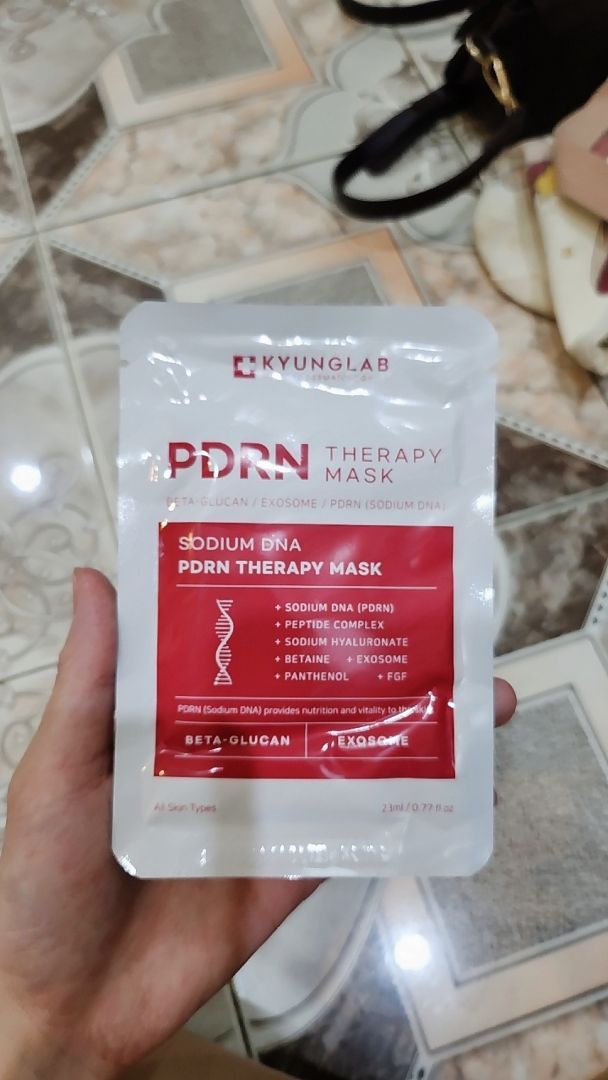 KYUNGLAB
PDRN THERAPY
MASK
BETA-GLUCAN / EXOSOME / PDRN (SODIUM DNA)
SODIUM DNA
PDRN THERAPY MASK
+ SODIUM DNA (PDRN)
+ PEPTIDE COMPLEX
+ SODIUM HYALURONATE
+ BETAINE + EXOSOME
+ PANTHENOL + FGF
PDRN (Sodium DNA) provides nutrition and vitality to the skin
BETA-GLUCAN EXOSOME
All Skin Types 23ml / 0.77 fl oz